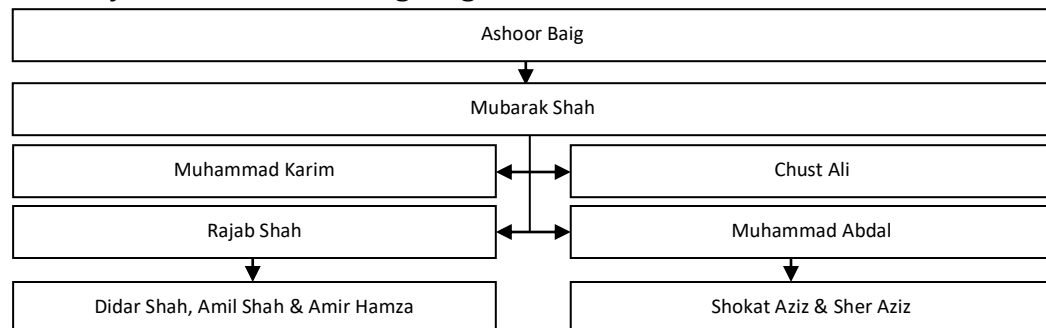 Ashoor Baig
Mubarak Shah
Muhammad Karim
Chust Ali
Rajab Shah
Muhammad Abdal
Didar Shah, Amil Shah & Amir Hamza
Shokat Aziz & Sher Aziz